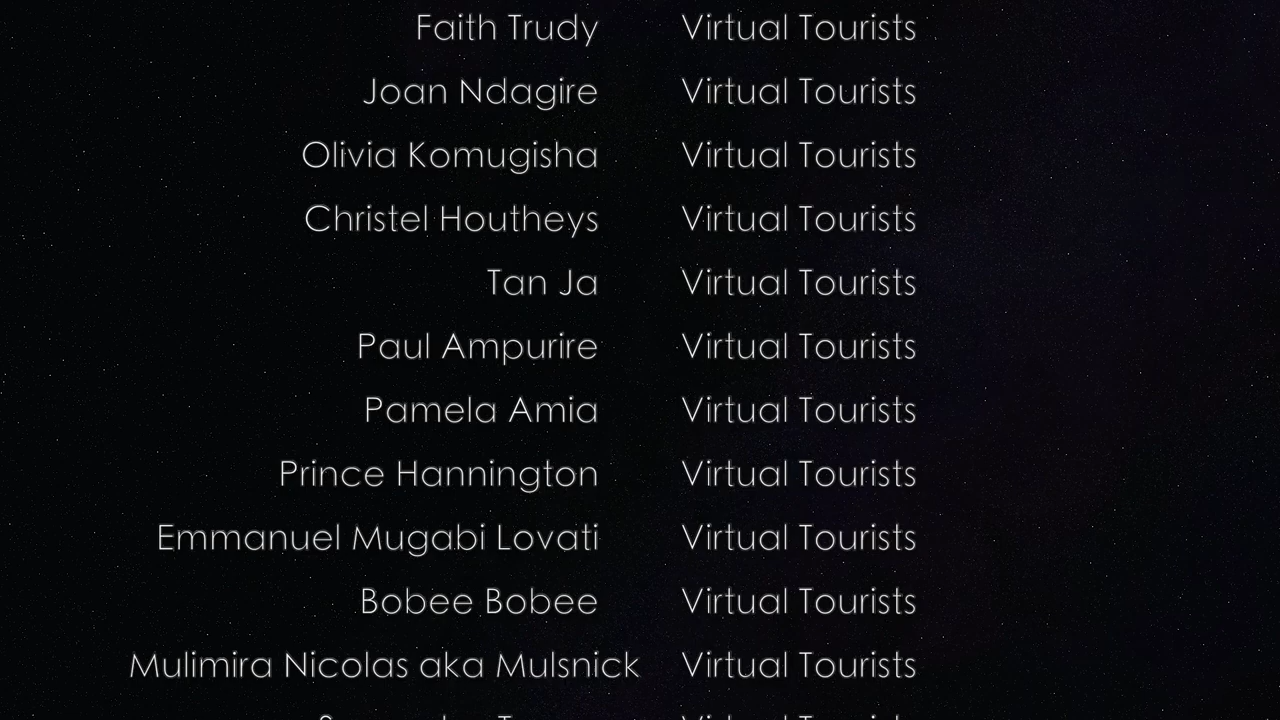 Faith Trudy Virtual Tourists
Joan Ndagire Virtual Tourists
Olivia Komugisha Virtual Tourists
Christel Houtheys Virtual Tourists
Tan Ja Virtual Tourists
Paul Ampurire Virtual Tourists
Pamela Amia Virtual Tourists
Prince Hannington Virtual Tourists
Emmanuel Mugabi Lovati Virtual Tourists
Bobee Bobee Virtual Tourists
Mulimira Nicolas aka Mulsnick Virtual Tourists